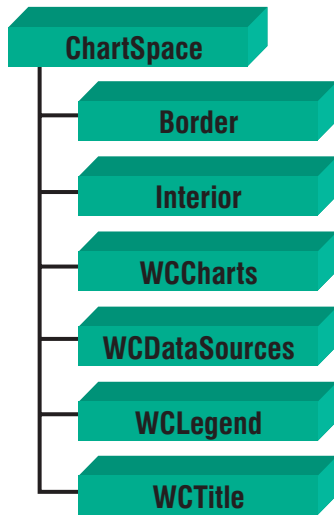 ChartSpace
Border
Interior
WCCharts
WCDataSources
WCLegend
WCTitle